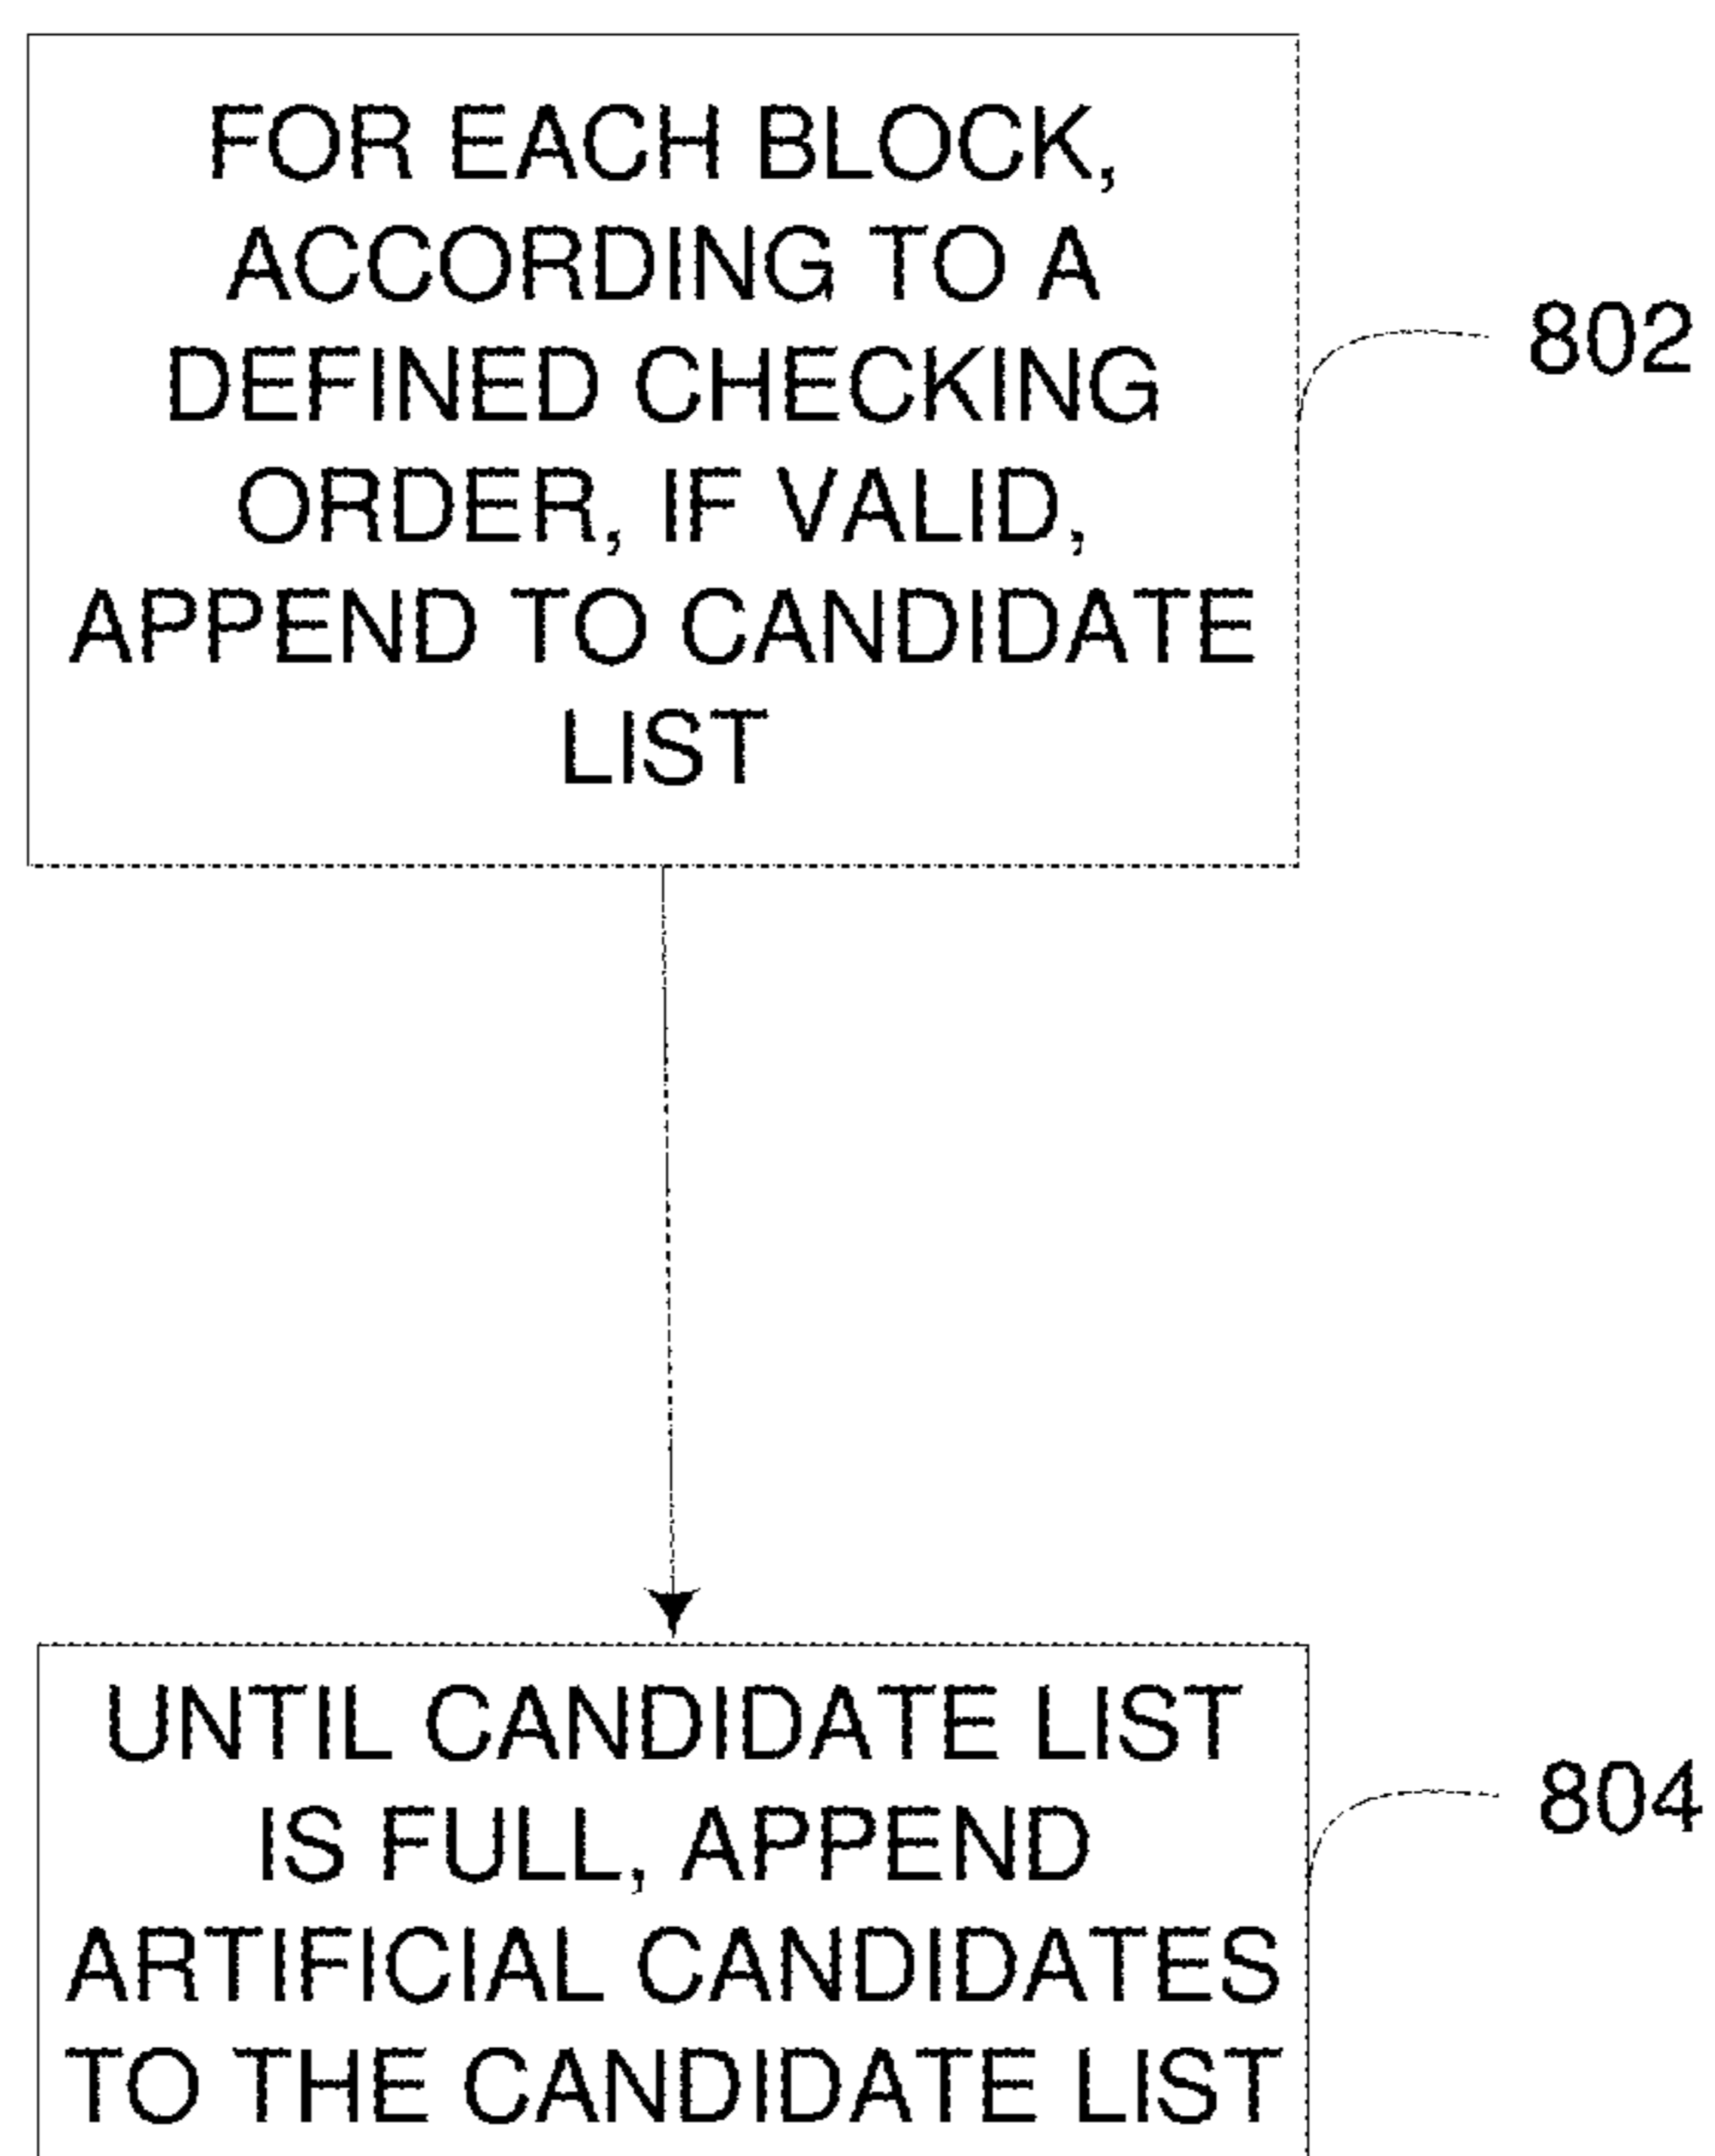 FOR EACH BLOCK,
ACCORDING TO A
DEFINED CHECKING
ORDER, IF VALID,
APPEND TO CANDIDATE
LIST
802
UNTIL CANDIDATE LIST
IS FULL, APPEND
ARTIFICIAL CANDIDATES
TO THE CANDIDATE LIST
804